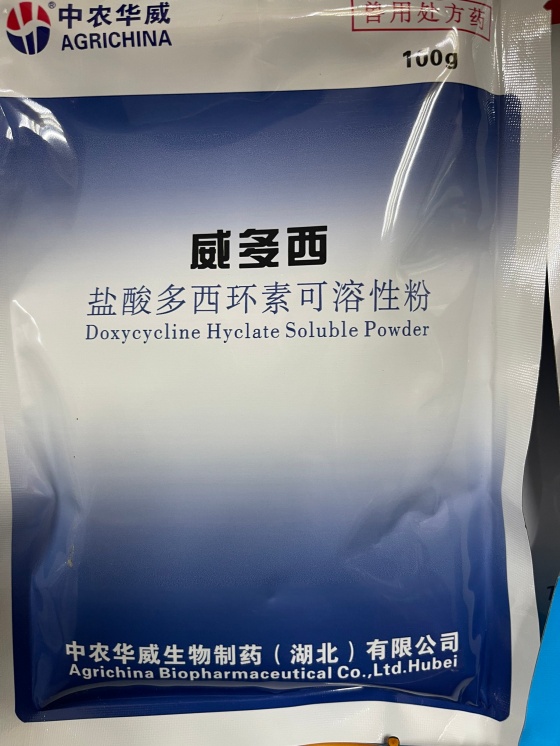 中农华威
AGRICHINA
兽用处方药
100g
威多西
盐酸多西环素可溶性粉
Doxycycline Hyclate Soluble Powder
中农华威生物制药（湖北）有限公司
Agrichina Biopharmaceutical Co.,Ltd.Hubei